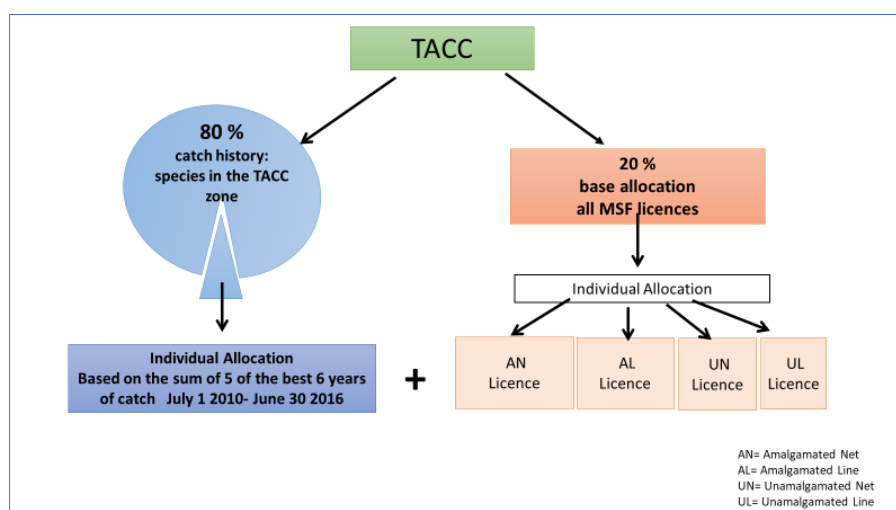 TACC
80 %
catch history:
species in the TACC
zone
20 %
base allocation
all MSF licences
Individual Allocation
Individual Allocation
Based on the sum of 5 of the best 6 years
of catch July 1 2010- June 30 2016
+
AN
Licence
AL
Licence
UN
Licence
UL
Licence
AN= Amalgamated Net
AL= Amalgamated Line
UN= Unamalgamated Net
UL= Unamalgamated Line